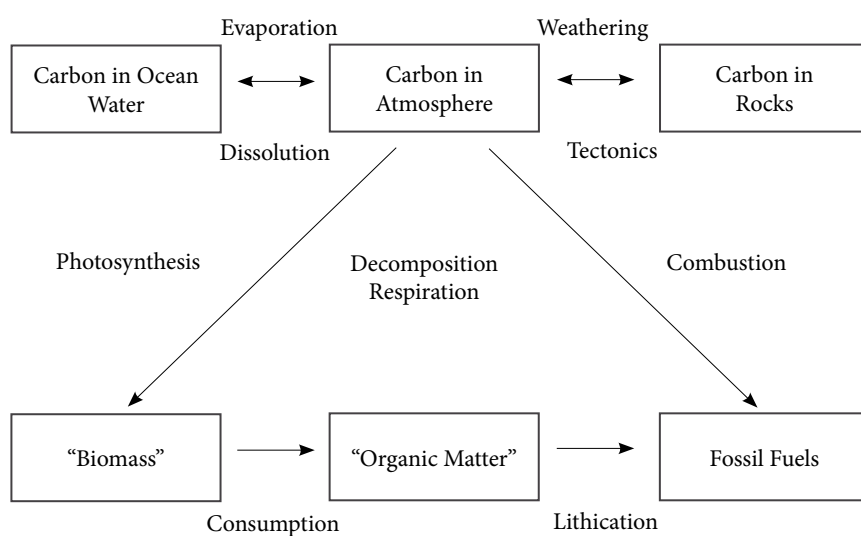 Evaporation
Weathering
Carbon in Ocean
Water
Carbon in
Atmosphere
Carbon in
Rocks
Dissolution
Tectonics
Photosynthesis
Decomposition
Respiration
Combustion
“Biomass”
“Organic Matter”
Fossil Fuels
Consumption
Lithication